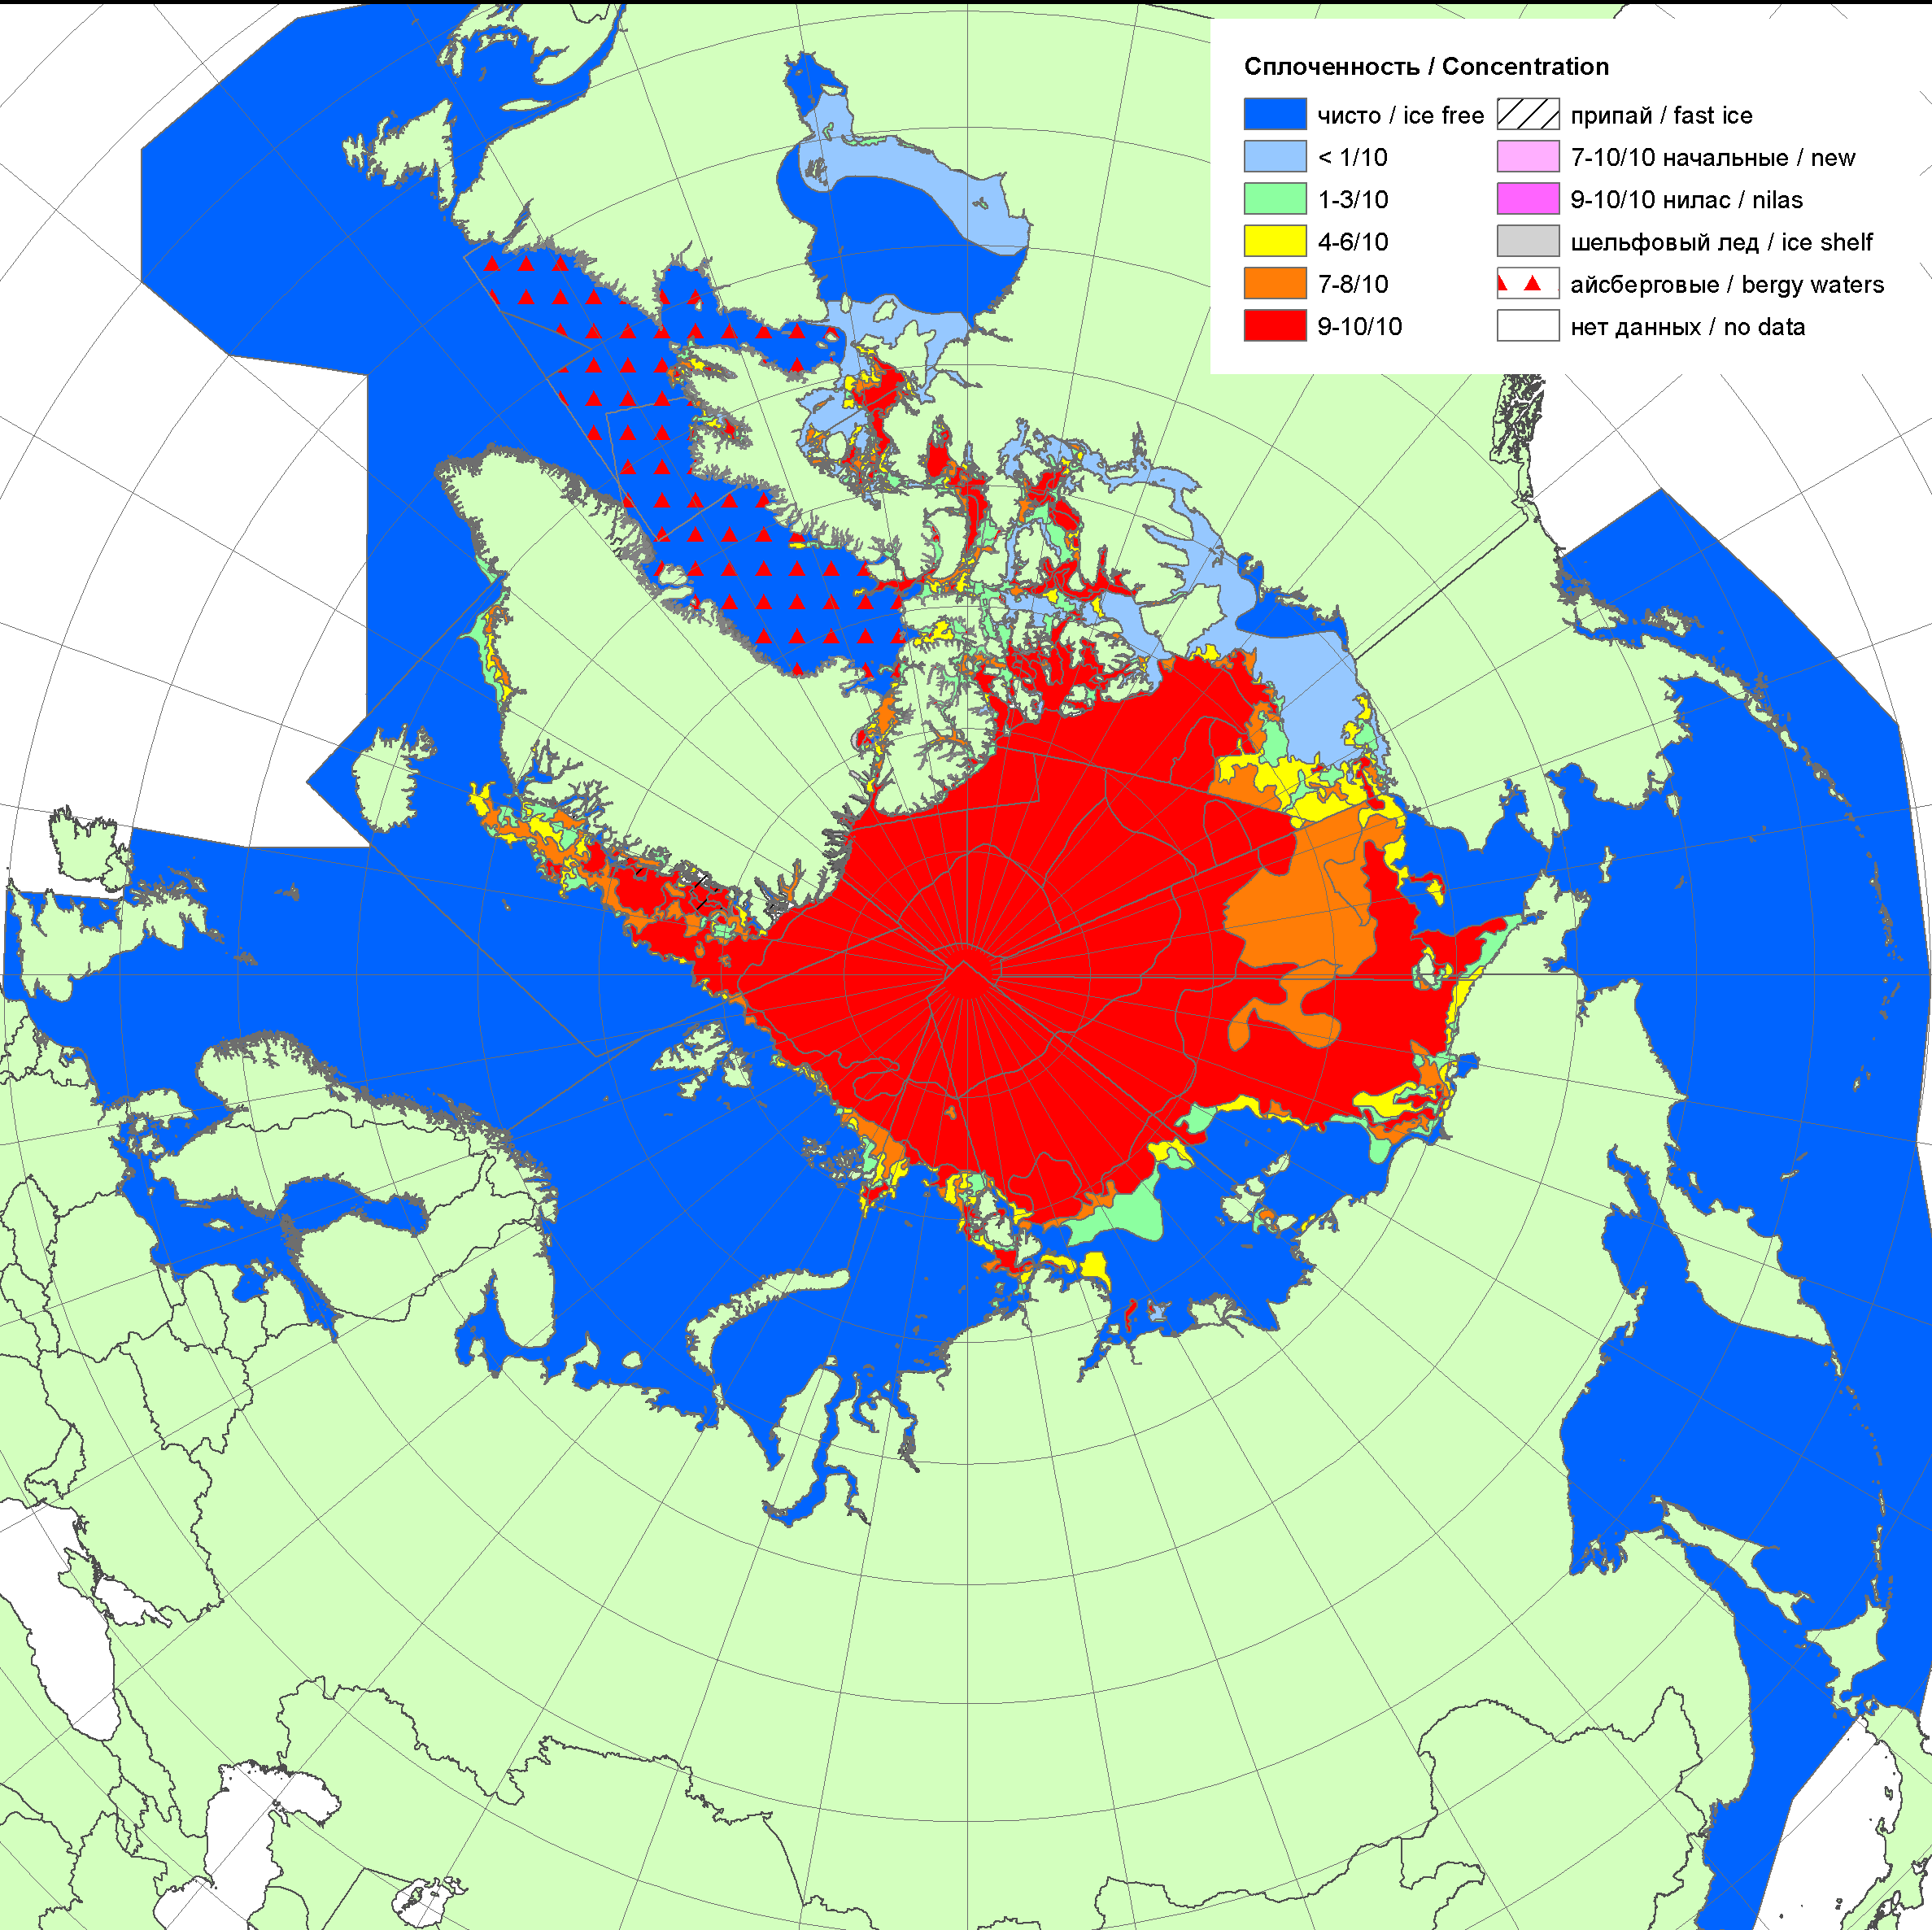 Сплоченность / Concentration
чисто / ice free
< 1/10
1-3/10
4-6/10
7-8/10
9-10/10
припай / fast ice
7-10/10 начальные / new
9-10/10 нилас / nilas
шельфовый лед / ice shelf
айсберговые / bergy waters
нет данных / no data